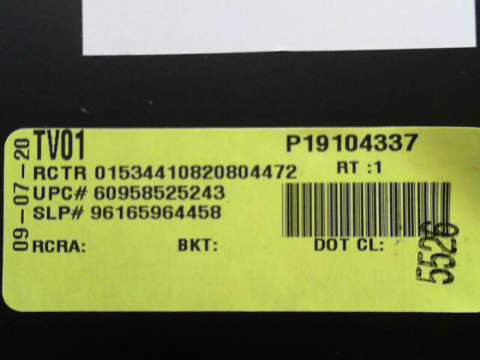 09-07-20
TV01
P19104337
RCTR 01534410820804472
RT :1
UPC# 60958525243
SLP# 96165964458
RCRA:
BKT:
DOT CL:
5526